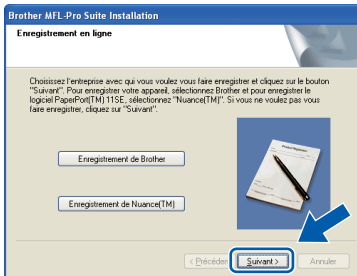 Brother MFL-Pro Suite Installation
Enregistrement en ligne
Choisissez l'entreprise avec qui vous voulez vous faire enregistrer et cliquez sur le bouton
"Suivant". Pour enregistrer votre appareil, sélectionnez Brother et pour enregistrer le
logiciel PaperPort(TM) 11SE, sélectionnez "Nuance(TM)". Si vous ne voulez pas vous
faire enregistrer, cliquez sur "Suivant".
Enregistrement de Brother
Enregistrement de Nuance(TM)
< Précéden
Suivant >
Annuler